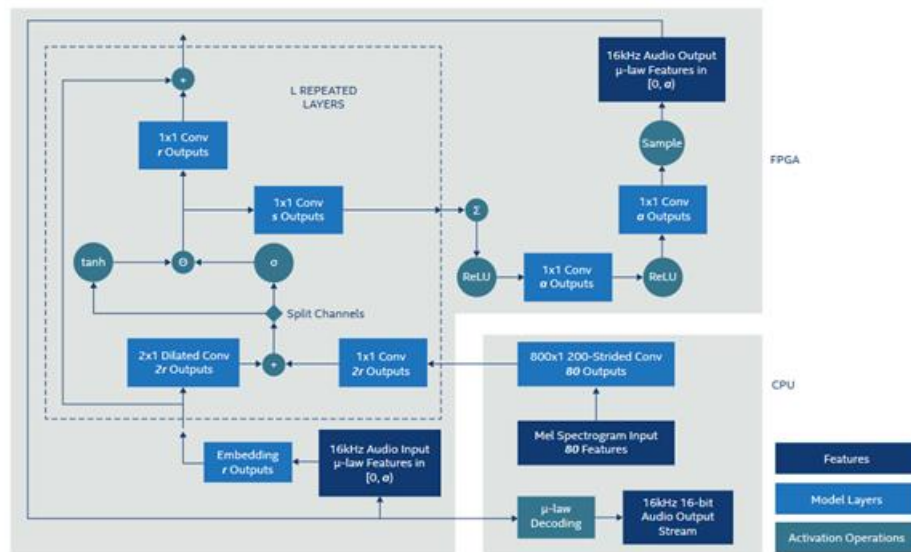 L REPEATED
LAYERS
+
1x1 Conv
r Outputs
1x1 Conv
s Outputs
tanh
Θ
σ
Split Channels
2x1 Dilated Conv
2r Outputs
+
1x1 Conv
2r Outputs
Embedding
r Outputs
16kHz Audio Input
μ-law Features in
[0, a)
Σ
ReLU
1x1 Conv
a Outputs
ReLU
1x1 Conv
a Outputs
Sample
16kHz Audio Output
μ-law Features in
[0, a)
FPGA
800x1 200-Strided Conv
80 Outputs
Mel Spectrogram Input
80 Features
μ-law
Decoding
16kHz 16-bit
Audio Output
Stream
CPU
Features
Model Layers
Activation Operations